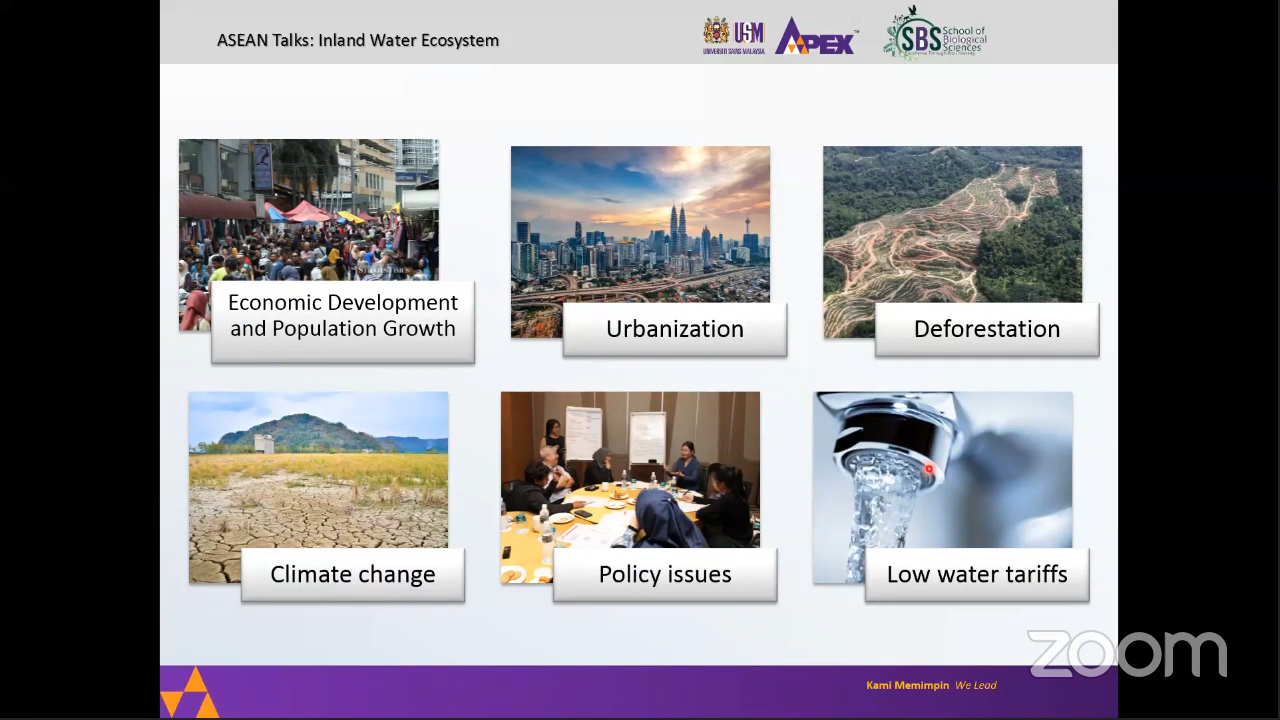 ASEAN Talks: Inland Water Ecosystem
USM
UNIVERSITI SAINS MALAYSIA
APEX™
SBS School of
Biological
Sciences
Economic Development
and Population Growth
Urbanization
Deforestation
Climate change
Policy issues
Low water tariffs
Kami Memimpin We Lead
zoom